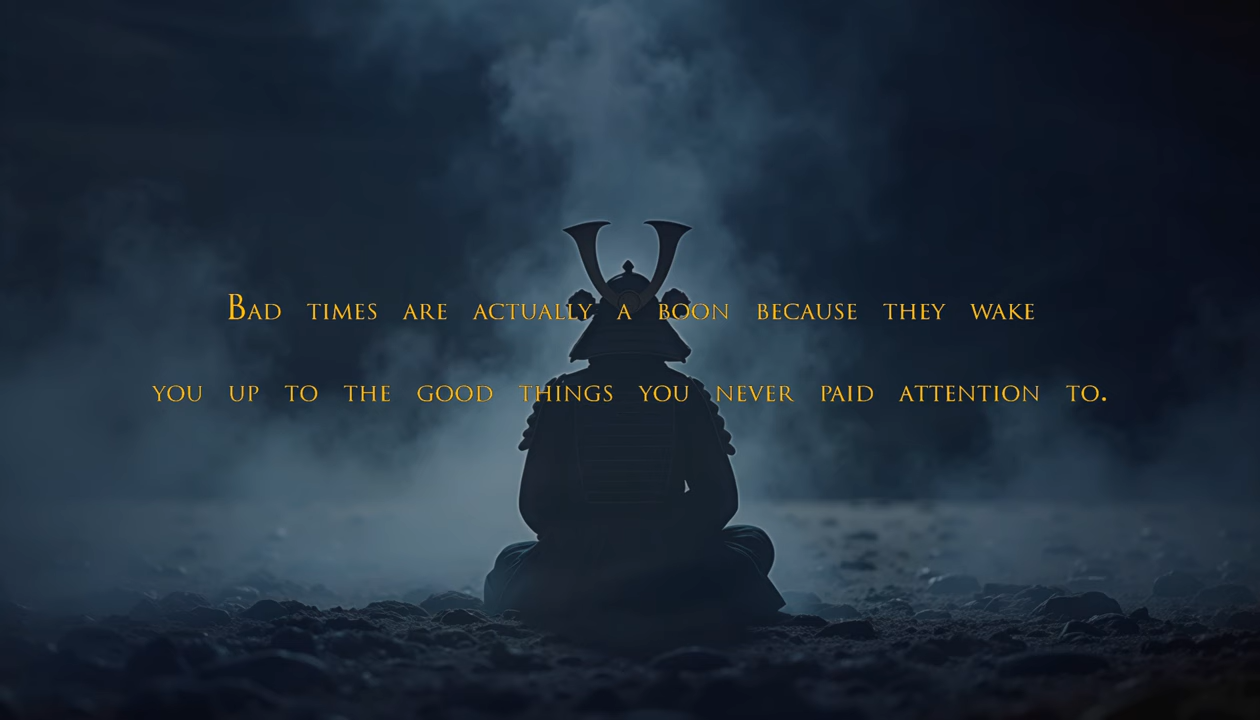 Bad times are actually a boon because they wake
you up to the good things you never paid attention to.